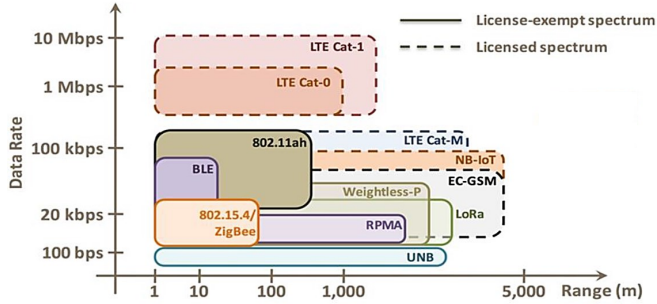 License-exempt spectrum
Licensed spectrum
10 Mbps
1 Mbps
100 kbps
20 kbps
100 bps
Data Rate
LTE Cat-1
LTE Cat-0
802.11ah
LTE Cat-M
NB-IoT
BLE
EC-GSM
Weightless-P
802.15.4/
ZigBee
RPMA
LoRa
UNB
1
10
100
1,000
5,000
Range (m)